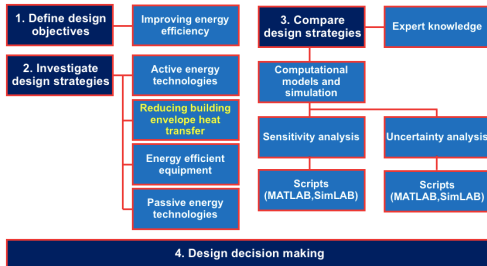 1. Define design
objectives
Improving energy
efficiency
2. Investigate
design strategies
Active energy
technologies
Reducing building
envelope heat
transfer
Energy efficient
equipment
Passive energy
technologies
3. Compare
design strategies
Expert knowledge
Computational
models and
simulation
Sensitivity analysis
Uncertainty analysis
Scripts
(MATLAB,SimLAB)
Scripts
(MATLAB,SimLAB)
4. Design decision making